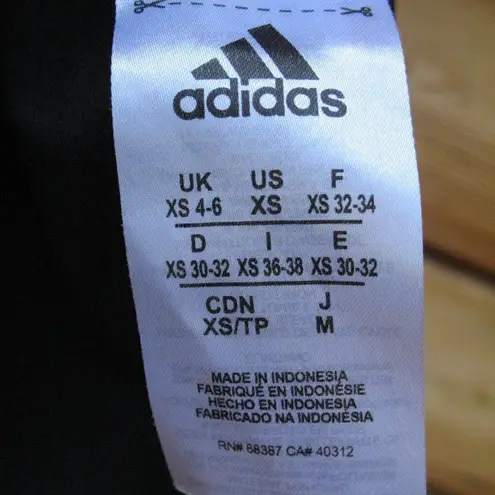 adidas
UK US F
XS 4-6 XS XS 32-34
D I E
XS 30-32 XS 36-38 XS 30-32
CDN J
XS/TP M
MADE IN INDONESIA
FABRIQUÉ EN INDONÉSIE
HECHO EN INDONESIA
FABRICADO NA INDONÉSIA
RN# 88387 CA# 40312